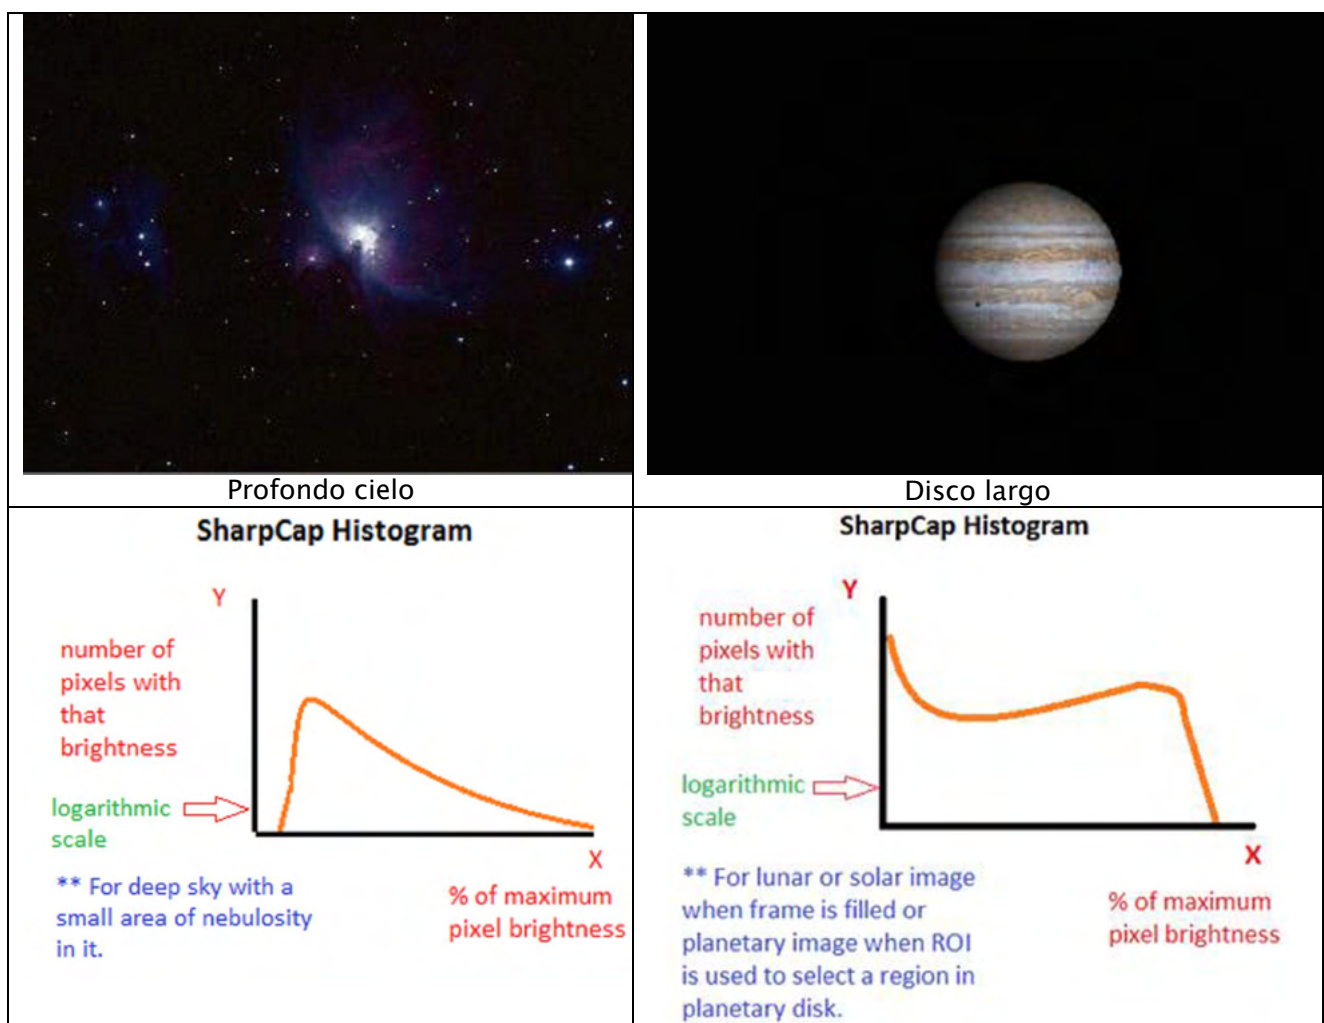 Profondo cielo
Disco largo
SharpCap Histogram
Y
number of
pixels with
that
brightness
logarithmic
scale
X
** For deep sky with a
small area of nebulosity
in it.
% of maximum
pixel brightness
SharpCap Histogram
Y
number of
pixels with
that
brightness
logarithmic
scale
X
** For lunar or solar image
when frame is filled or
planetary image when ROI
is used to select a region in
planetary disk.
% of maximum
pixel brightness